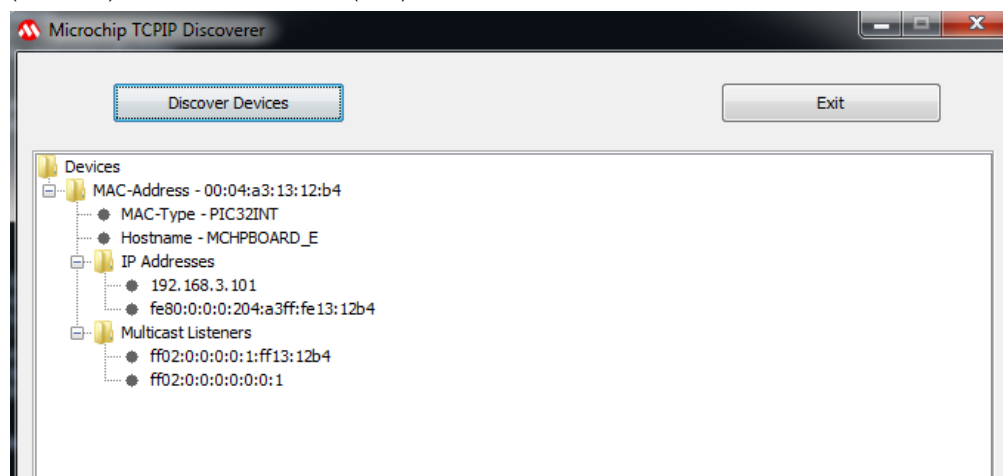 Microchip TCPIP Discoverer
Discover Devices
Exit
Devices
MAC-Address - 00:04:a3:13:12:b4
MAC-Type - PIC32INT
Hostname - MCHPBOARD_E
IP Addresses
192.168.3.101
fe80:0:0:0:204:a3ff:fe13:12b4
Multicast Listeners
ff02:0:0:0:0:1:ff13:12b4
ff02:0:0:0:0:0:0:1